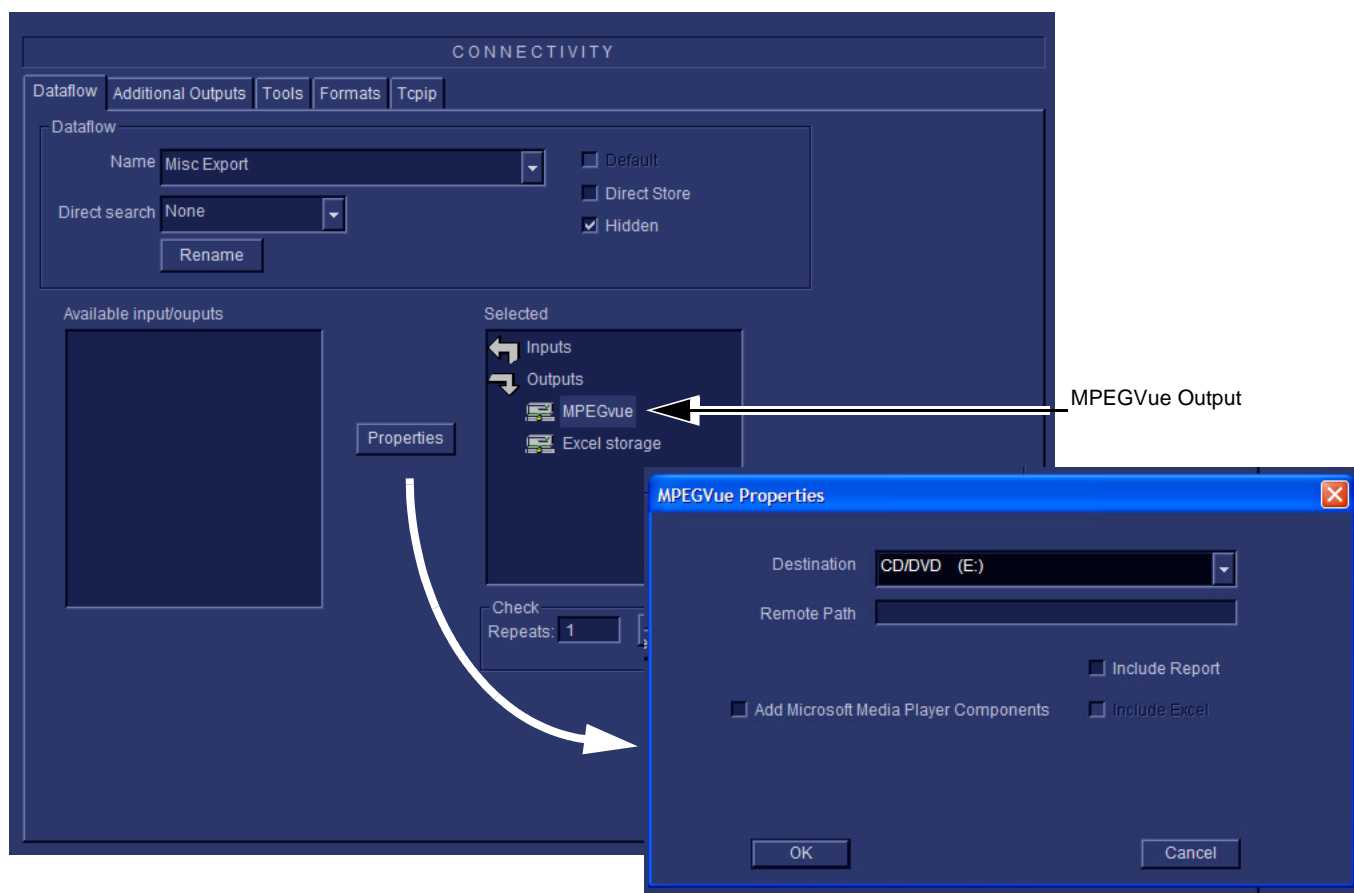 CONNECTIVITY
Dataflow Additional Outputs Tools Formats Tcpip
Dataflow
Name Misc Export
Default
Direct search None
Direct Store
Hidden
Rename
Available input/ouputs
Selected
Inputs
Outputs
MPEGvue
MPEGVue Output
Excel storage
Properties
Check
Repeats: 1
MPEGVue Properties
Destination CD/DVD (E:)
Remote Path
Include Report
Add Microsoft Media Player Components
Include Excel
OK
Cancel